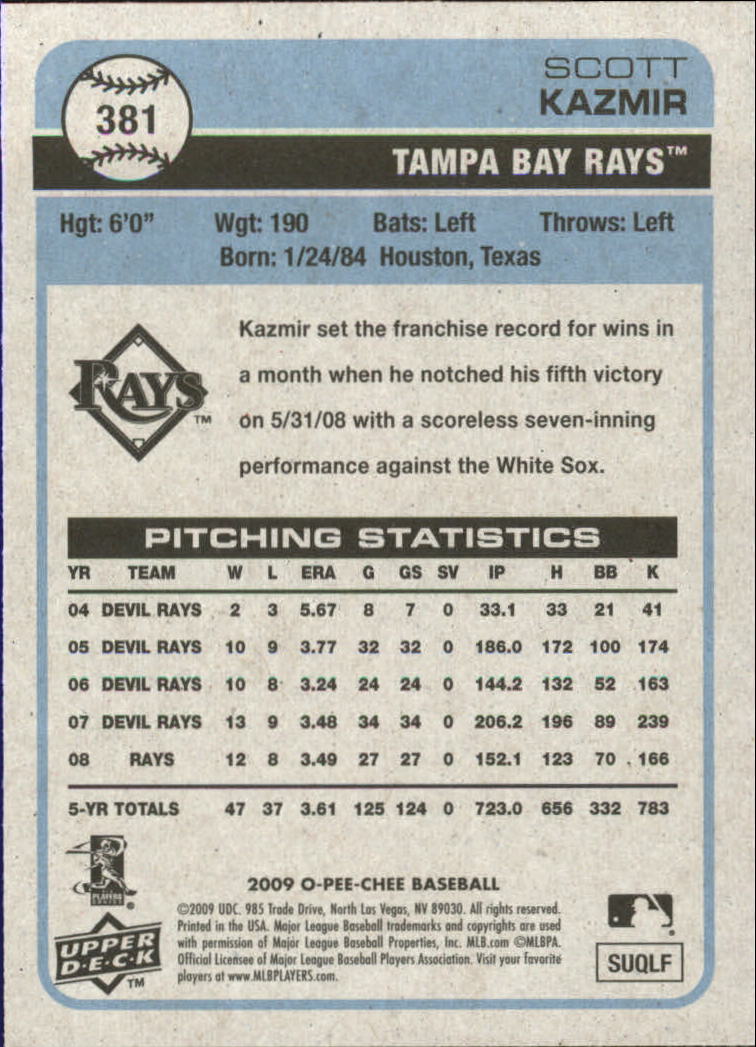 381
SCOTT
KAZMIR
TAMPA BAY RAYS™
Hgt: 6'0" Wgt: 190 Bats: Left Throws: Left
Born: 1/24/84 Houston, Texas
RAYS™
Kazmir set the franchise record for wins in
a month when he notched his fifth victory
on 5/31/08 with a scoreless seven-inning
performance against the White Sox.
PITCHING STATISTICS
YR TEAM W L ERA G GS SV IP H BB K
04 DEVIL RAYS 2 3 5.67 8 7 0 33.1 33 21 41
05 DEVIL RAYS 10 9 3.77 32 32 0 186.0 172 100 174
06 DEVIL RAYS 10 8 3.24 24 24 0 144.2 132 52 163
07 DEVIL RAYS 13 9 3.48 34 34 0 206.2 196 89 239
08 RAYS 12 8 3.49 27 27 0 152.1 123 70 166
5-YR TOTALS 47 37 3.61 125 124 0 723.0 656 332 783
PLAYERS
®
2009 O-PEE-CHEE BASEBALL
©2009 UDC. 985 Trade Drive, North Las Vegas, NV 89030. All rights reserved.
Printed in the USA. Major League Baseball trademarks and copyrights are used
with permission of Major League Baseball Properties, Inc. MLB.com ©MLBPA.
Official Licensee of Major League Baseball Players Association. Visit your favorite
players at www.MLBPLAYERS.com.
UPPER
D·E·C·K
™
SUQLF